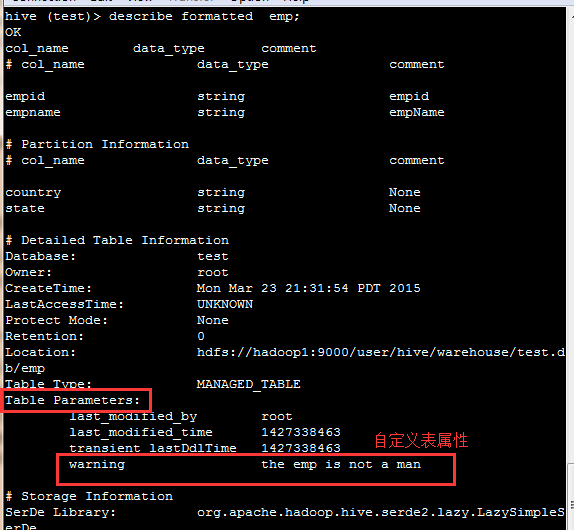 hive (test)> describe formatted  emp;
OK
col_name        data_type       comment
# col_name              data_type               comment
empid                   string                  empid
empname                 string                  empName
# Partition Information
# col_name              data_type               comment
country                 string                  None
state                   string                  None
# Detailed Table Information
Database:               test
Owner:                  root
CreateTime:             Mon Mar 23 21:31:54 PDT 2015
LastAccessTime:         UNKNOWN
Protect Mode:           None
Retention:              0
Location:               hdfs://hadoop1:9000/user/hive/warehouse/test.d
b/emp
Table Type:             MANAGED_TABLE
Table Parameters:
last_modified_by        root
last_modified_time      1427338463
自定义表属性
transient_lastDdlTime   1427338463
warning                 the emp is not a man
# Storage Information
SerDe Library:          org.apache.hadoop.hive.serde2.lazy.LazySimpleS
erDe